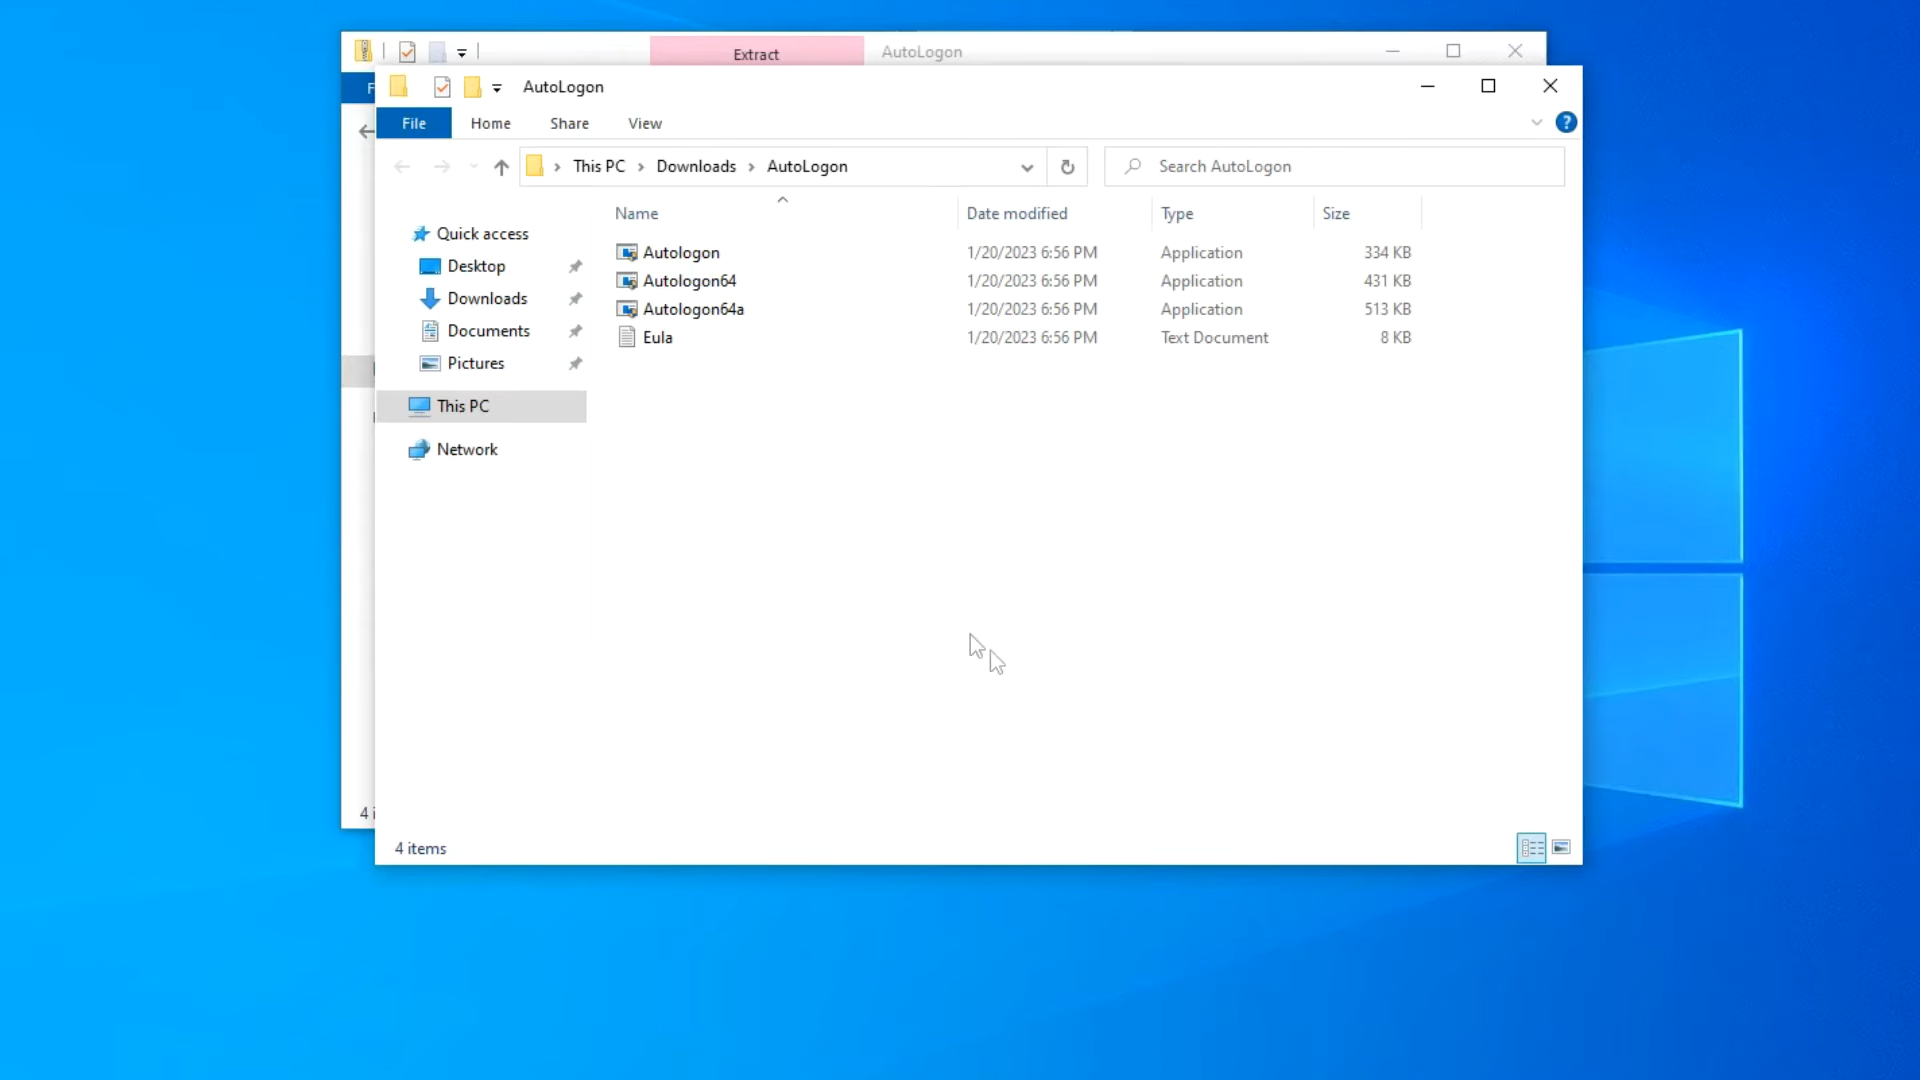 Extract AutoLogon
AutoLogon
File Home Share View
This PC Downloads AutoLogon Search AutoLogon
Name Date modified Type Size
Quick access
Desktop
Downloads
Documents
Pictures
This PC
Network
Autologon 1/20/2023 6:56 PM Application 334 KB
Autologon64 1/20/2023 6:56 PM Application 431 KB
Autologon64a 1/20/2023 6:56 PM Application 513 KB
Eula 1/20/2023 6:56 PM Text Document 8 KB
4 i
4 items